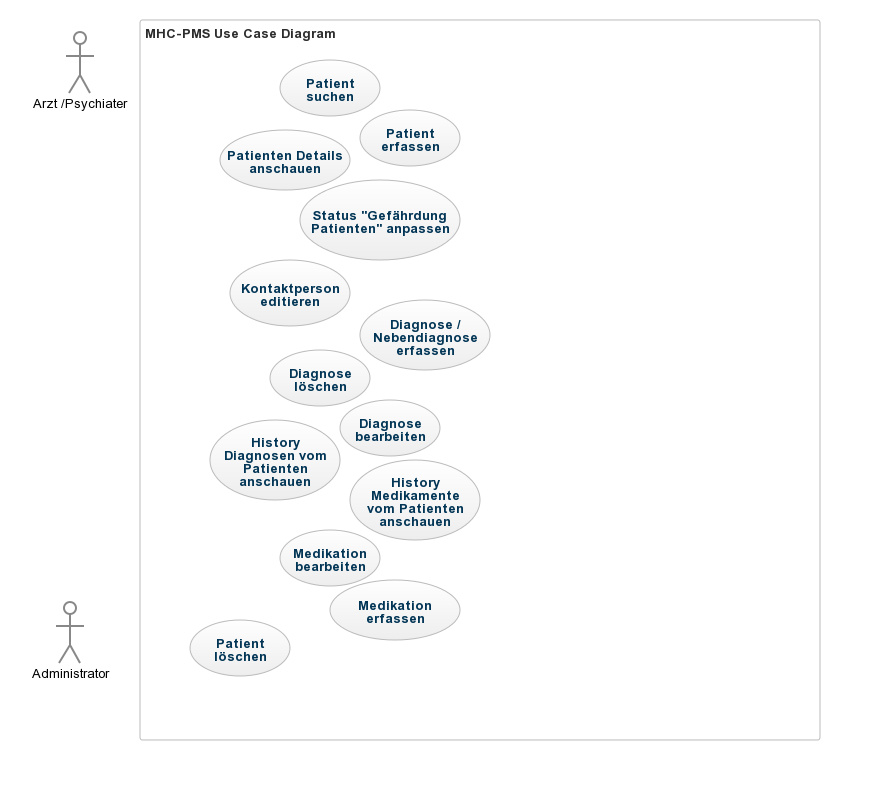 MHC-PMS Use Case Diagram
Arzt /Psychiater
Patient
suchen
Patient
erfassen
Patienten Details
anschauen
Status "Gefährdung
Patienten" anpassen
Kontaktperson
editieren
Diagnose /
Nebendiagnose
erfassen
Diagnose
löschen
Diagnose
bearbeiten
History
Diagnosen vom
Patienten
anschauen
History
Medikamente
vom Patienten
anschauen
Medikation
bearbeiten
Medikation
erfassen
Patient
löschen
Administrator